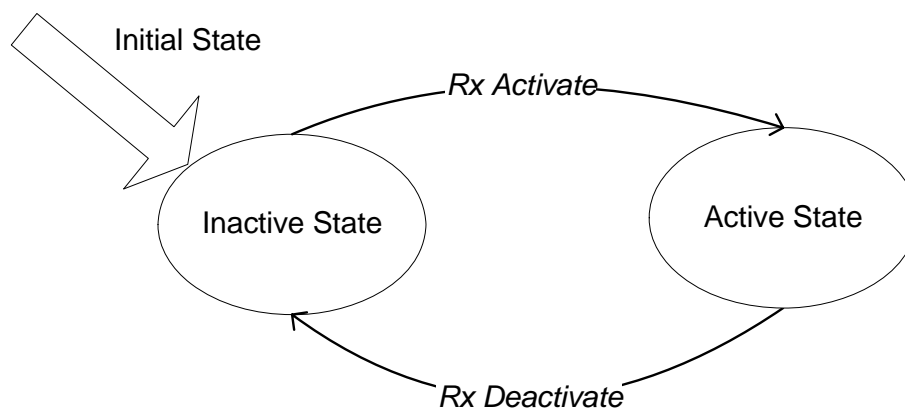 Initial State
Rx Activate
Inactive State
Active State
Rx Deactivate